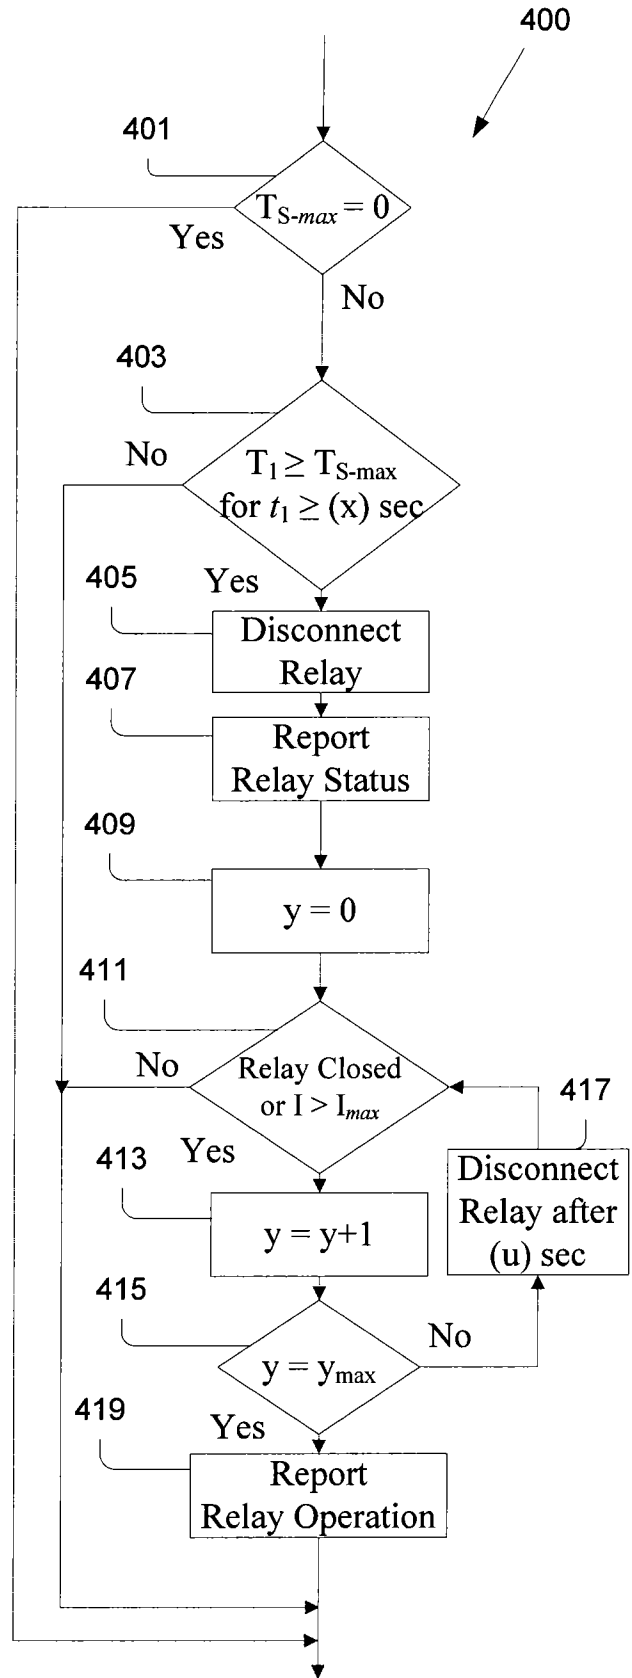 400
401
T_S-max = 0
Yes
No
403
No
T₁ ≥ T_S-max
for t₁ ≥ (x) sec
Yes
405
Disconnect
Relay
407
Report
Relay Status
409
y = 0
411
No
Relay Closed
or I > I_max
Yes
417
Disconnect
Relay after
(u) sec
413
y = y+1
415
y = y_max
No
Yes
419
Report
Relay Operation